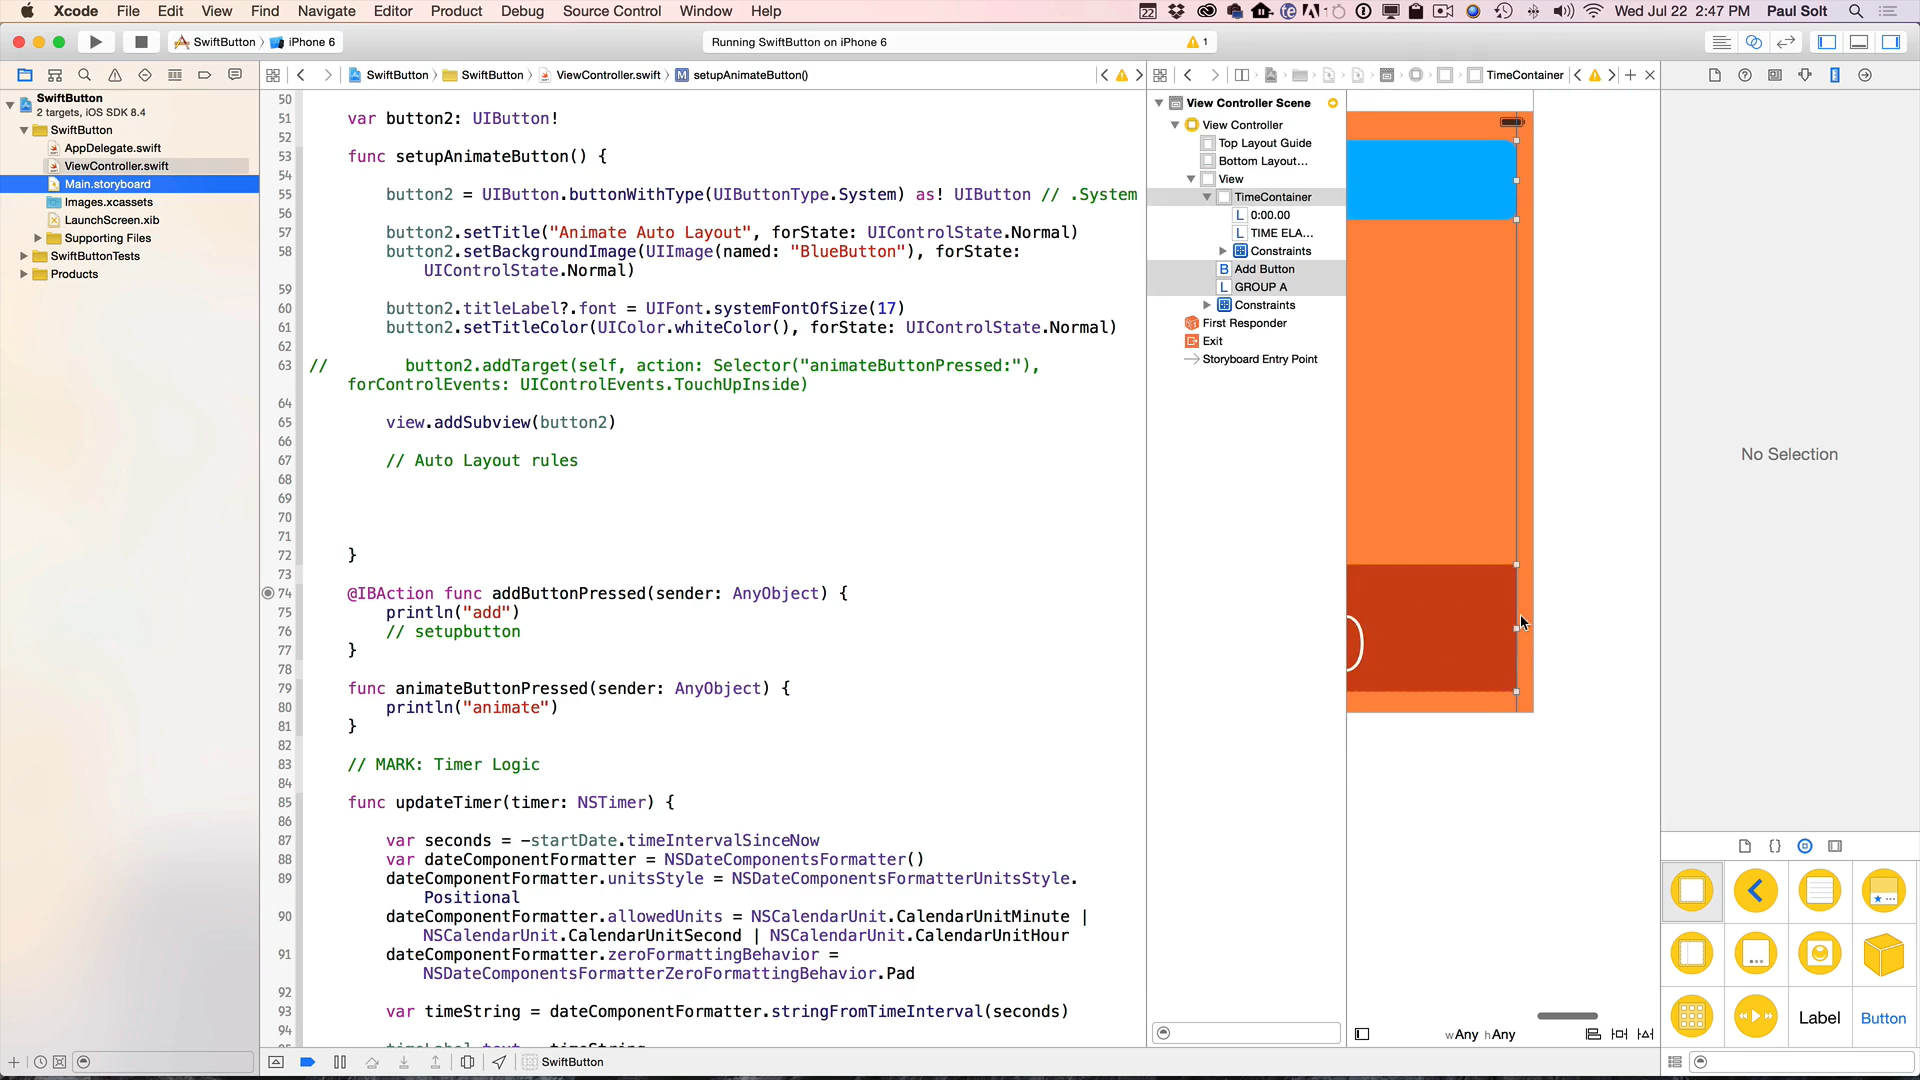 Xcode File Edit View Find Navigate Editor Product Debug Source Control Window Help
22
Wed Jul 22 2:47 PM Paul Solt
SwiftButton 〉 iPhone 6
Running SwiftButton on iPhone 6
1
SwiftButton 〉 SwiftButton 〉 ViewController.swift 〉 M setupAnimateButton()
TimeContainer
SwiftButton
2 targets, iOS SDK 8.4
SwiftButton
AppDelegate.swift
ViewController.swift
Main.storyboard
Images.xcassets
LaunchScreen.xib
Supporting Files
SwiftButtonTests
Products
50
51 var button2: UIButton!
52
53 func setupAnimateButton() {
54
55 button2 = UIButton.buttonWithType(UIButtonType.System) as! UIButton // .System
56
57 button2.setTitle("Animate Auto Layout", forState: UIControlState.Normal)
58 button2.setBackgroundImage(UIImage(named: "BlueButton"), forState:
UIControlState.Normal)
59
60 button2.titleLabel?.font = UIFont.systemFontOfSize(17)
61 button2.setTitleColor(UIColor.whiteColor(), forState: UIControlState.Normal)
62
63 // button2.addTarget(self, action: Selector("animateButtonPressed:"),
forControlEvents: UIControlEvents.TouchUpInside)
64
65 view.addSubview(button2)
66
67 // Auto Layout rules
68
69
70
71
72 }
73
74 @IBAction func addButtonPressed(sender: AnyObject) {
75 println("add")
76 // setupbutton
77 }
78
79 func animateButtonPressed(sender: AnyObject) {
80 println("animate")
81 }
82
83 // MARK: Timer Logic
84
85 func updateTimer(timer: NSTimer) {
86
87 var seconds = -startDate.timeIntervalSinceNow
88 var dateComponentFormatter = NSDateComponentsFormatter()
89 dateComponentFormatter.unitsStyle = NSDateComponentsFormatterUnitsStyle.
Positional
90 dateComponentFormatter.allowedUnits = NSCalendarUnit.CalendarUnitMinute |
NSCalendarUnit.CalendarUnitSecond | NSCalendarUnit.CalendarUnitHour
91 dateComponentFormatter.zeroFormattingBehavior =
NSDateComponentsFormatterZeroFormattingBehavior.Pad
92
93 var timeString = dateComponentFormatter.stringFromTimeInterval(seconds)
94
timeLabel.text = timeString
View Controller Scene
View Controller
Top Layout Guide
Bottom Layout...
View
TimeContainer
L 0:00.00
L TIME ELA...
Constraints
B Add Button
L GROUP A
Constraints
First Responder
Exit
Storyboard Entry Point
0
No Selection
Label
Button
wAny hAny
SwiftButton